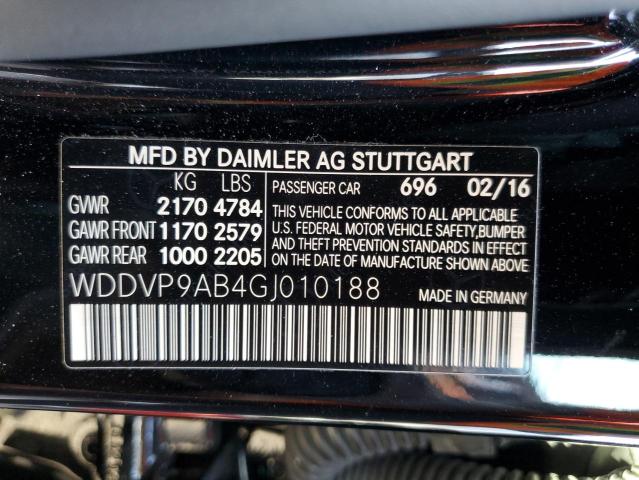 MFD BY DAIMLER AG STUTTGART
KG LBS
GVWR 2170 4784
GAWR FRONT 1170 2579
GAWR REAR 1000 2205
PASSENGER CAR 696 02/16
THIS VEHICLE CONFORMS TO ALL APPLICABLE
U.S. FEDERAL MOTOR VEHICLE SAFETY,BUMPER
AND THEFT PREVENTION STANDARDS IN EFFECT
ON THE DATE OF MANUFACTURE SHOWN ABOVE.
WDDVP9AB4GJ010188 MADE IN GERMANY